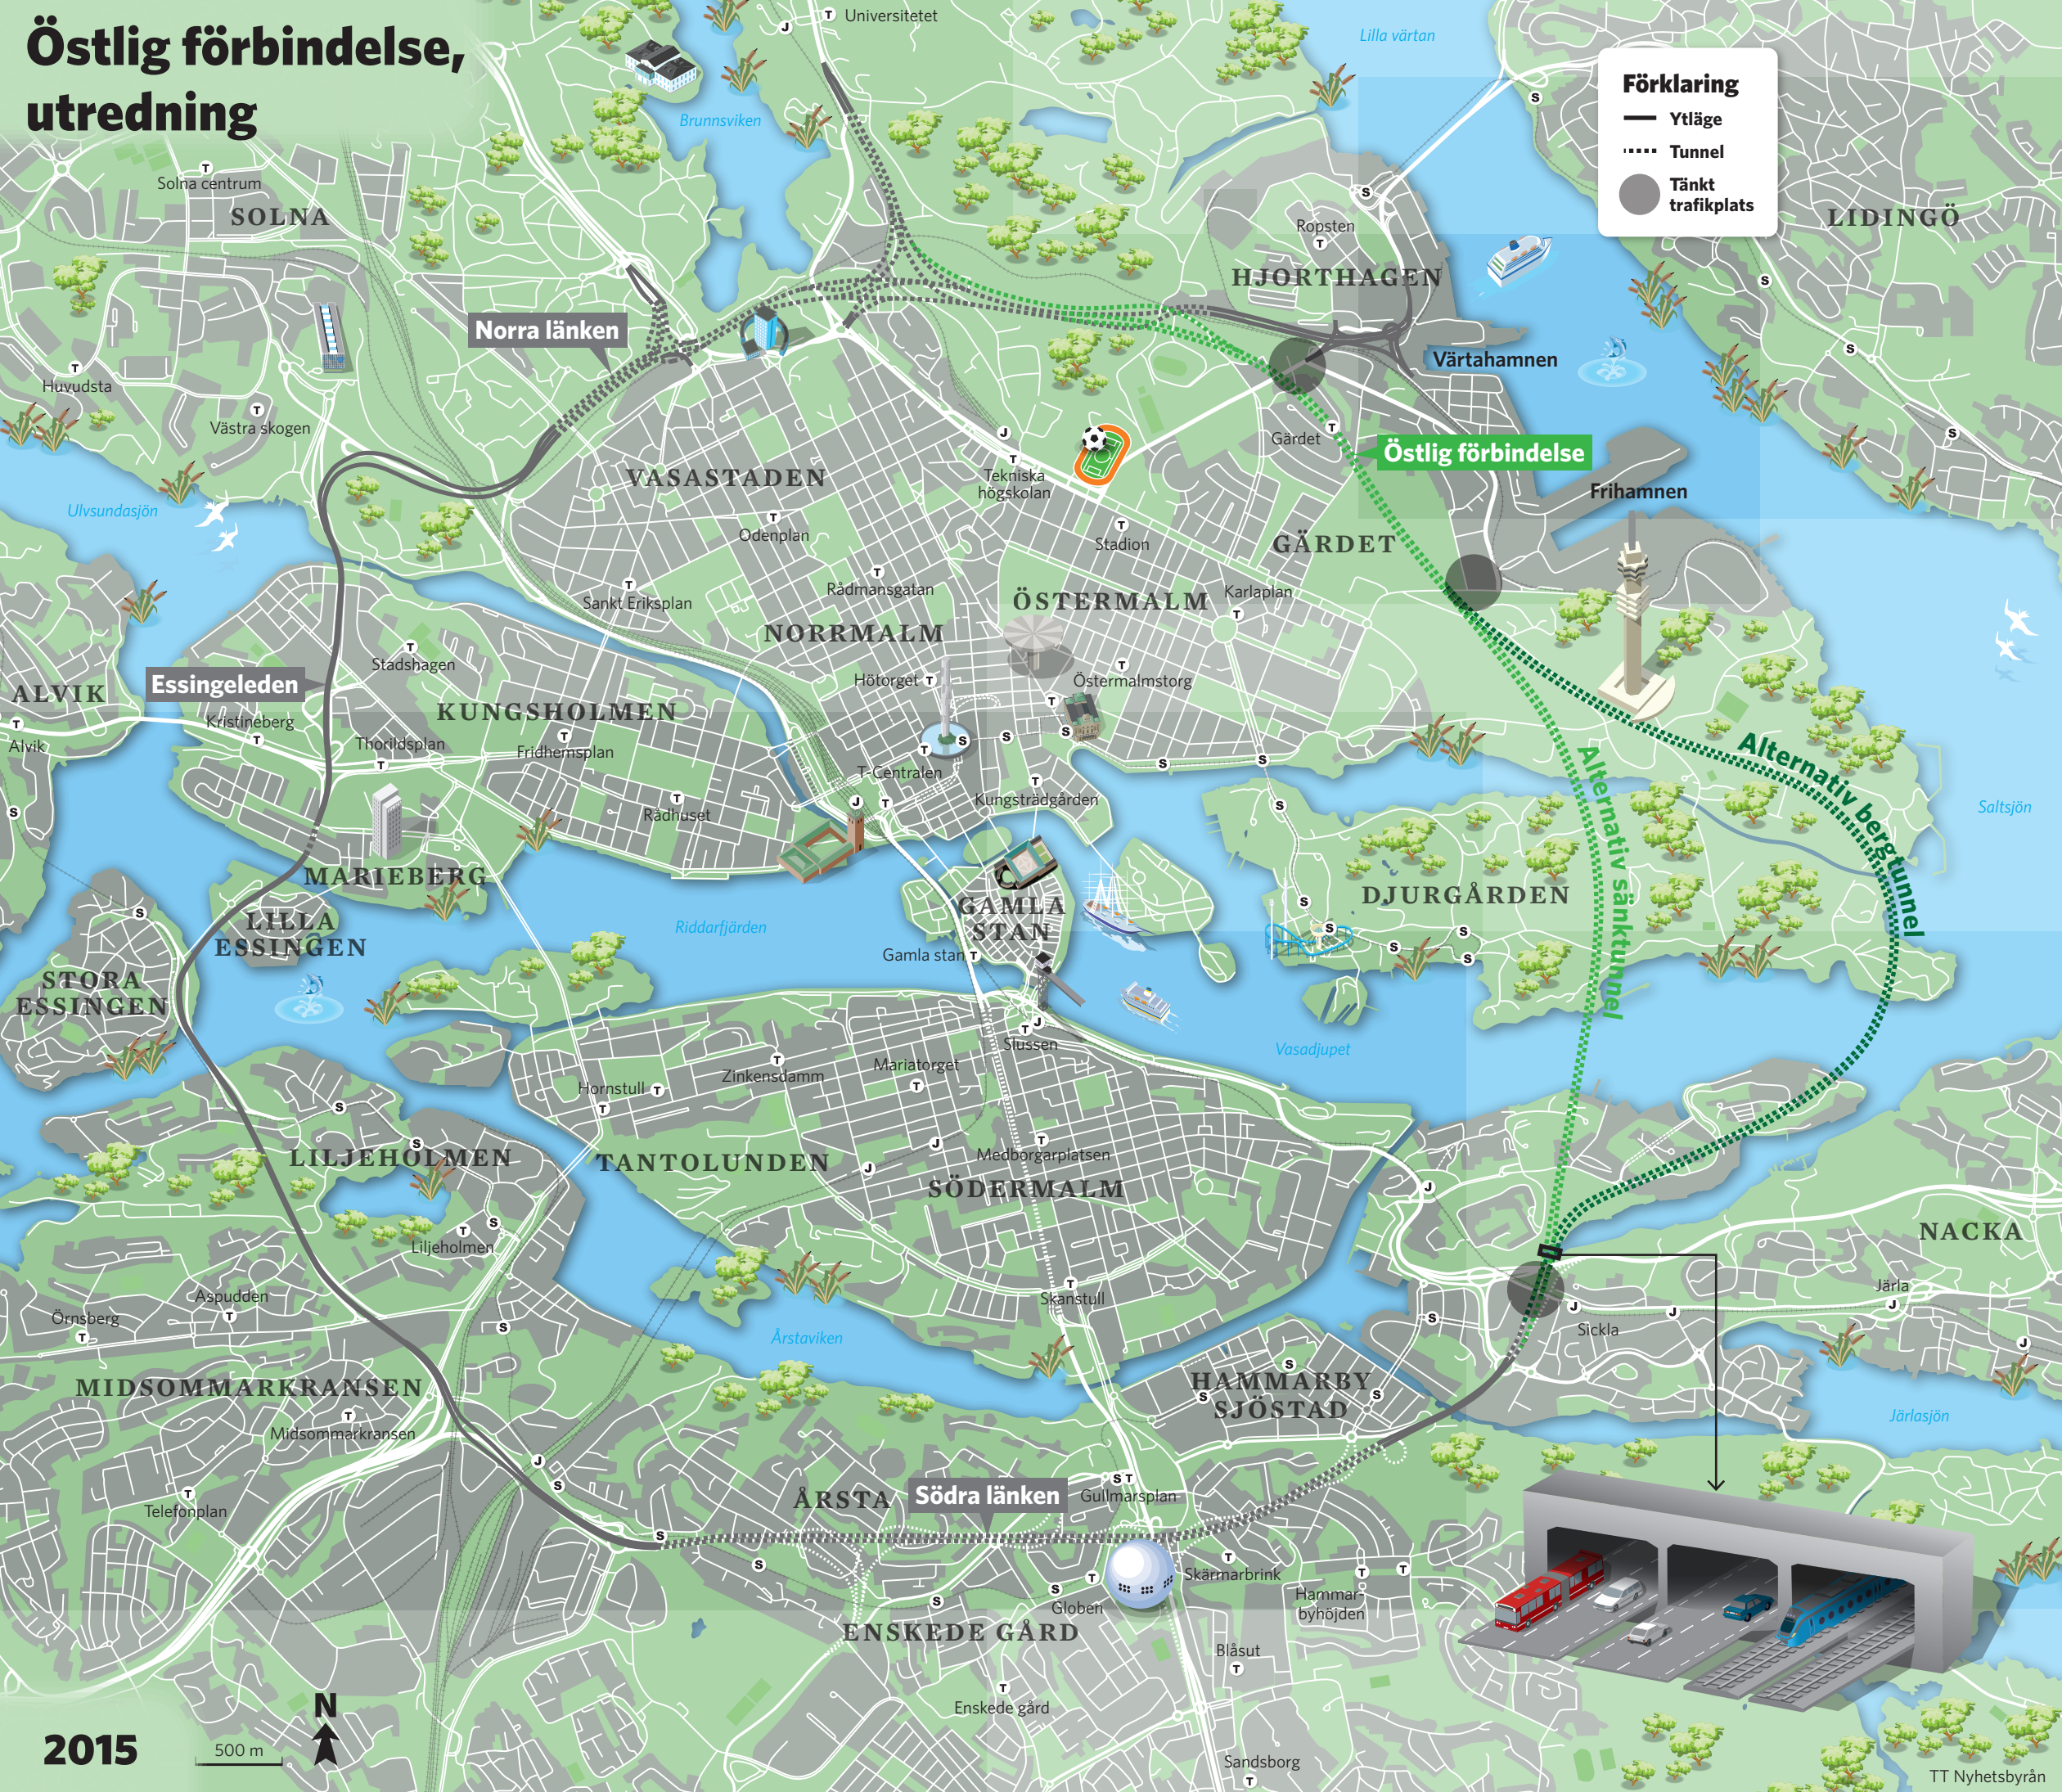 Östlig förbindelse,
utredning
Universitetet
Lilla värtan
Brunnsviken
Förklaring
Ytläge
Tunnel
Tänkt
trafikplats
Solna centrum
SOLNA
LIDINGÖ
Ropsten
HJORTHAGEN
Norra länken
Värtahamnen
Huvudsta
Västra skogen
Gärdet
Östlig förbindelse
VASASTADEN
Tekniska
högskolan
Frihamnen
Ulvsundasjön
Odenplan
Stadion
GÄRDET
Rådmansgatan
Karlaplan
Sankt Eriksplan
ÖSTERMALM
NORRMALM
Stadshagen
Hötorget
Östermalmstorg
Essingeleden
ALVIK
Kristineberg
KUNGSHOLMEN
Alvik
Thorildsplan
Fridhemsplan
T-Centralen
Kungsträdgården
Rådhuset
Alternativ bergtunnel
Alternativ sänktunnel
Saltsjön
MARIEBERG
LILLA
ESSINGEN
Riddarfjärden
GAMLA
STAN
Gamla stan
DJURGÅRDEN
STORA
ESSINGEN
Slussen
Vasadjupet
Mariatorget
Zinkensdamm
Hornstull
LILJEHOLMEN
TANTOLUNDEN
Medborgarplatsen
SÖDERMALM
Liljeholmen
NACKA
Aspudden
Örnsberg
Skanstull
Järla
Sickla
Årstaviken
MIDSOMMARKRANSEN
HAMMARBY
SJÖSTAD
Midsommarkransen
Järlasjön
Telefonplan
ÅRSTA
Södra länken
Gullmarsplan
Skärmarbrink
Globen
Hammar-
byhöjden
ENSKEDE GÅRD
Blåsut
Enskede gård
Sandsborg
N
2015
500 m
TT Nyhetsbyrån